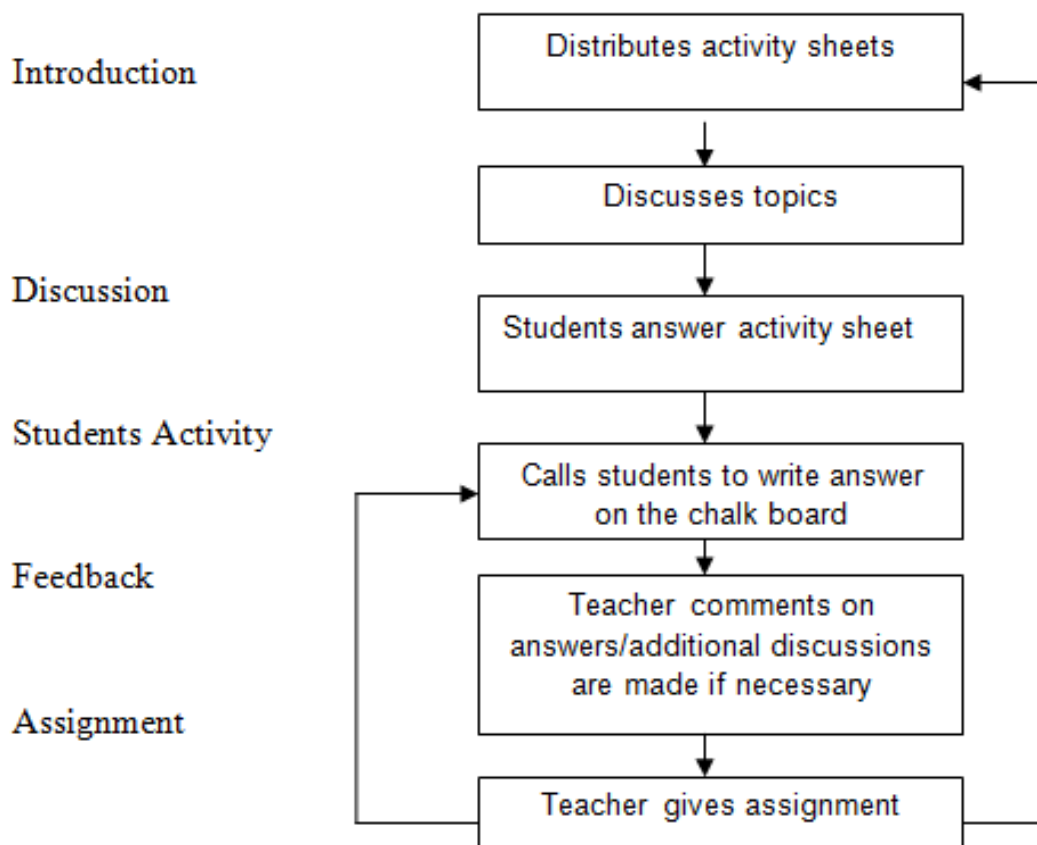 Distributes activity sheets
Introduction
Discusses topics
Discussion
Students answer activity sheet
Students Activity
Calls students to write answer
on the chalk board
Feedback
Teacher comments on
answers/additional discussions
are made if necessary
Assignment
Teacher gives assignment